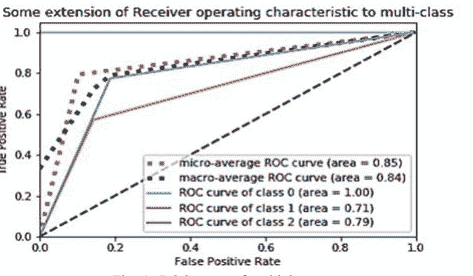 Some extension of Receiver operating characteristic to multi-class
True Positive Rate
1.0
0.8
0.6
0.4
0.2
0.0
micro-average ROC curve (area = 0.85)
macro-average ROC curve (area = 0.84)
ROC curve of class 0 (area = 1.00)
ROC curve of class 1 (area = 0.71)
ROC curve of class 2 (area = 0.79)
0.0 0.2 0.4 0.6 0.8 1.0
False Positive Rate